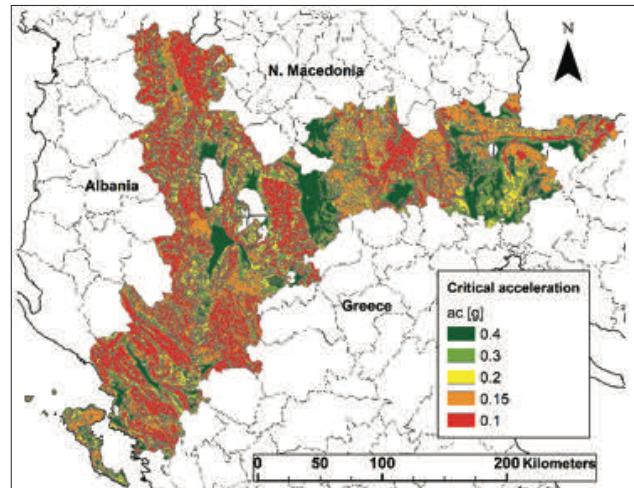 N
N. Macedonia
Albania
Greece
Critical acceleration
ac [g]
0.4
0.3
0.2
0.15
0.1
0 50 100 200 Kilometers